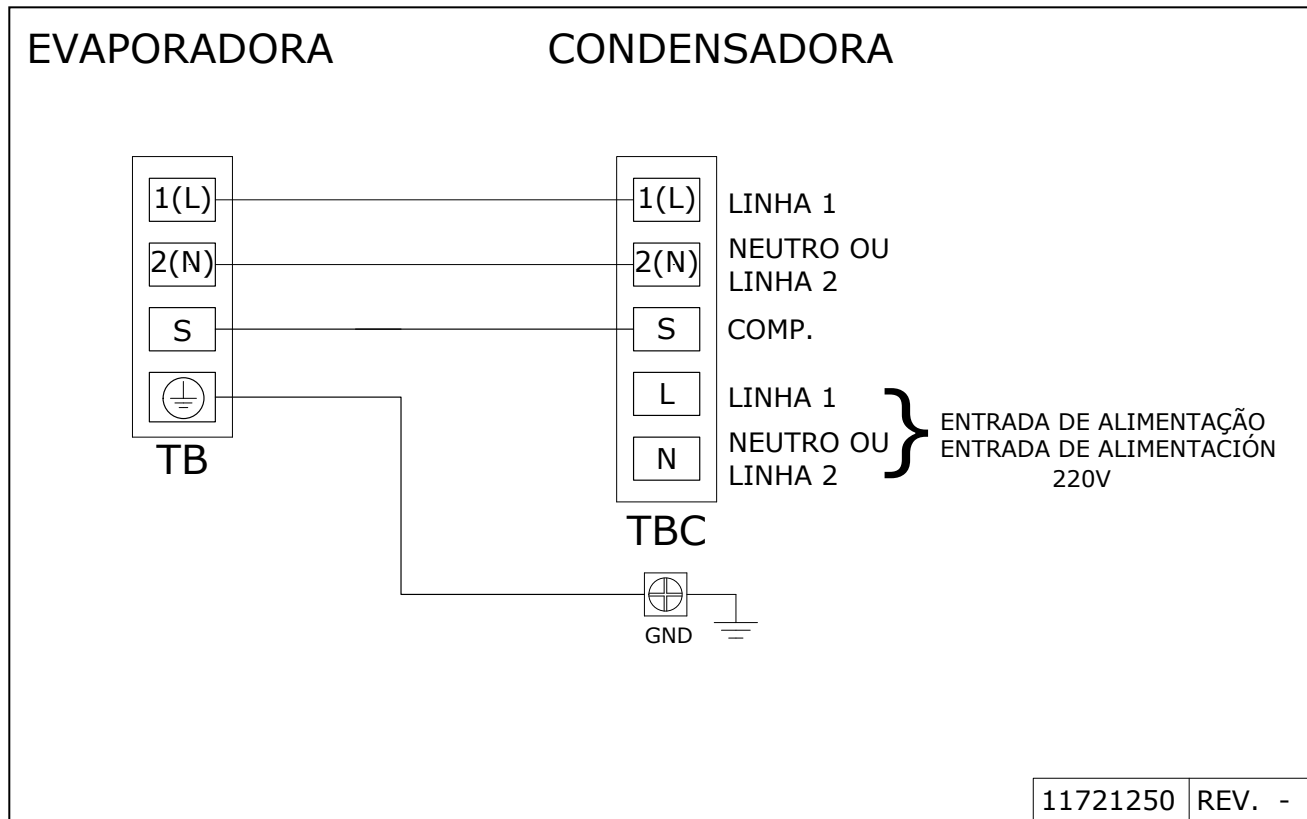 EVAPORADORA
CONDENSADORA
1(L)
2(N)
S
TB
1(L)
LINHA 1
2(N)
NEUTRO OU
LINHA 2
S
COMP.
L
LINHA 1
N
NEUTRO OU
LINHA 2
ENTRADA DE ALIMENTAÇÃO
ENTRADA DE ALIMENTACIÓN
220V
TBC
GND
11721250
REV. -